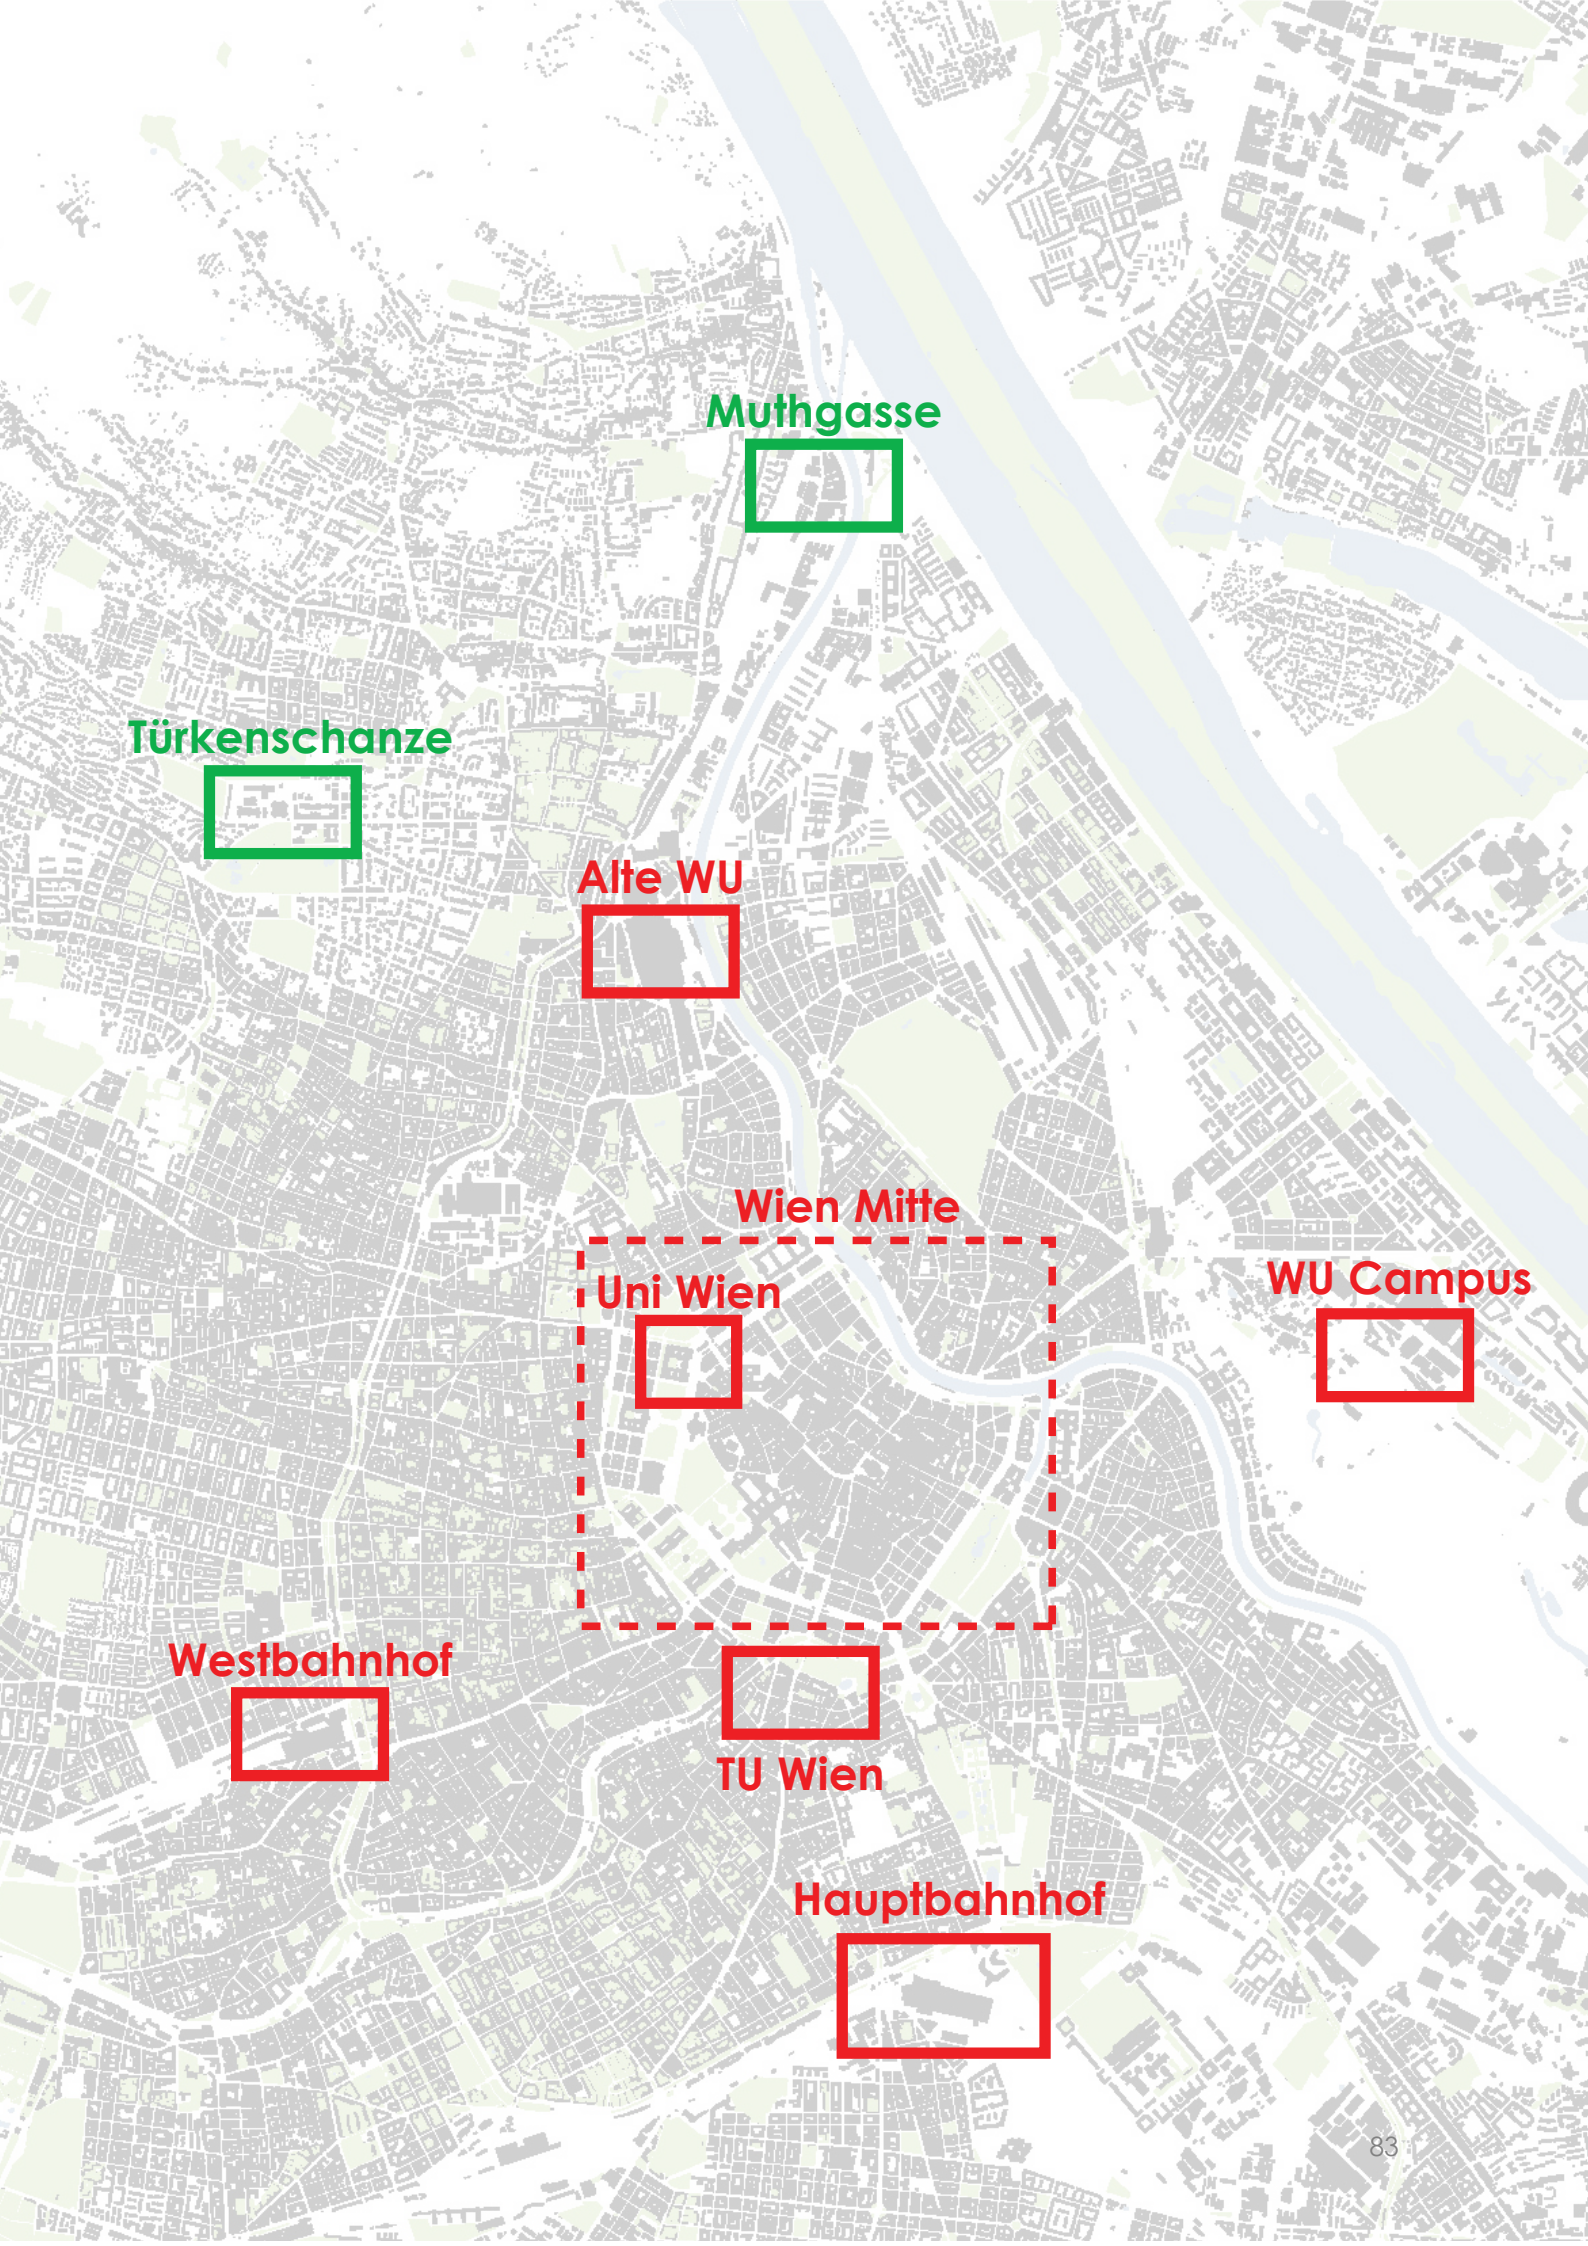 Muthgasse
Türkenschanze
Alte WU
Wien Mitte
Uni Wien
WU Campus
Westbahnhof
TU Wien
Hauptbahnhof
83